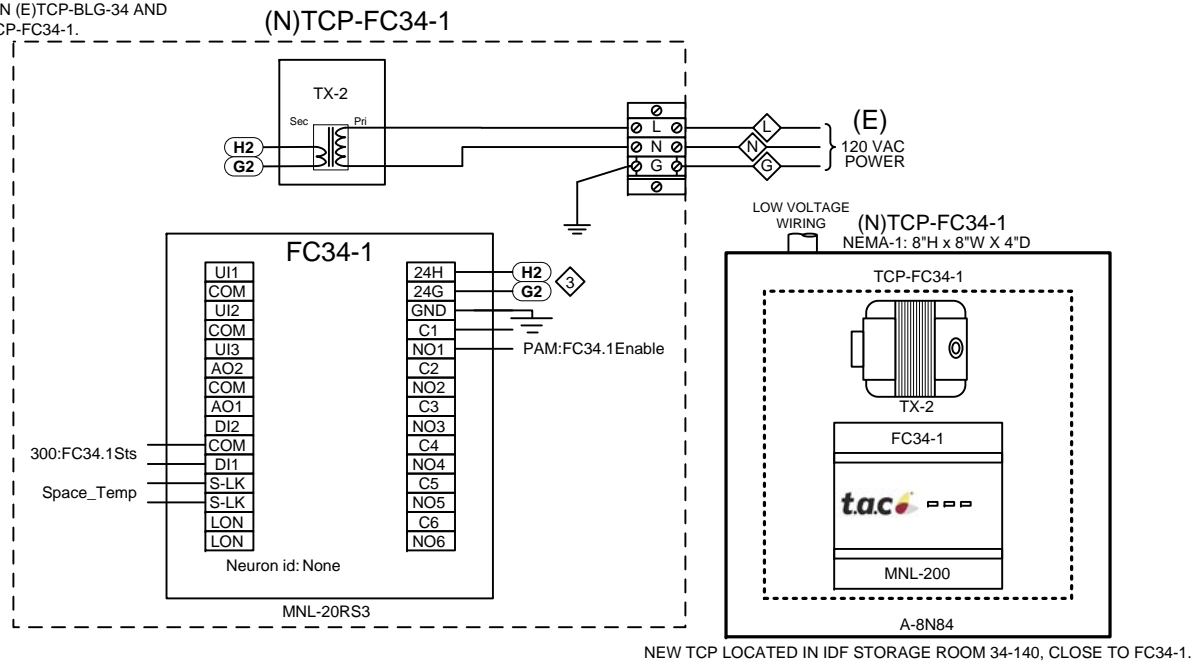 N (E)TCP-BLG-34 AND
CP-FC34-1.
(N)TCP-FC34-1
TX-2
Sec
Pri
H2
G2
L
N
G
L
N
G
(E)
120 VAC
POWER
FC34-1
UI1
COM
UI2
COM
UI3
AO2
COM
AO1
DI2
COM
DI1
S-LK
S-LK
LON
LON
24H
24G
GND
C1
NO1
C2
NO2
C3
NO3
C4
NO4
C5
NO5
C6
NO6
H2
G2
3
PAM:FC34.1Enable
300:FC34.1Sts
Space_Temp
Neuron id: None
MNL-20RS3
LOW VOLTAGE
WIRING
(N)TCP-FC34-1
NEMA-1: 8"H x 8"W X 4"D
TCP-FC34-1
TX-2
FC34-1
t.a.c
MNL-200
A-8N84
NEW TCP LOCATED IN IDF STORAGE ROOM 34-140, CLOSE TO FC34-1.